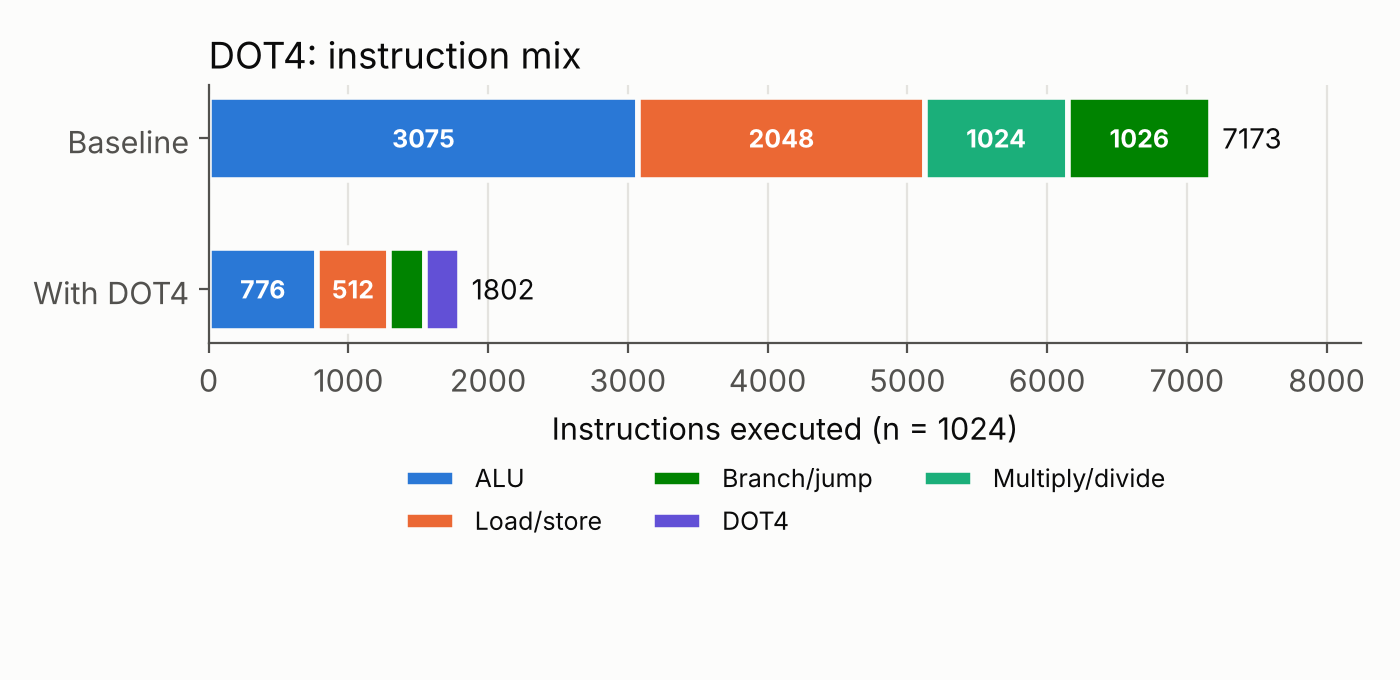 DOT4: instruction mix
Baseline 3075 2048 1024 1026 7173
With DOT4 776 512 1802
0 1000 2000 3000 4000 5000 6000 7000 8000
Instructions executed (n = 1024)
ALU Branch/jump Multiply/divide
Load/store DOT4